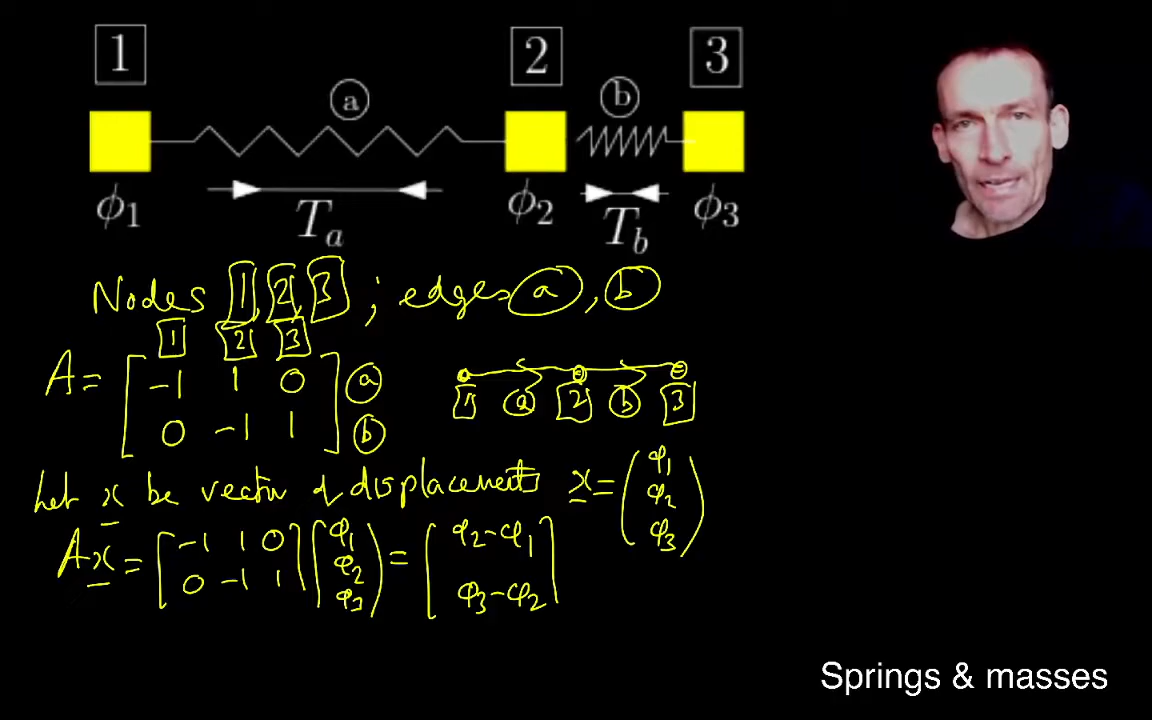 1 2 3
a b
ϕ₁ ϕ₂ ϕ₃
Tₐ T_b
Nodes 1, 2, 3 ; edges a, b
1 2 3
A = [ -1 1 0 ] a
[ 0 -1 1 ] b
1 a 2 b 3
Let x be vector of displacements x = ( φ₁ φ₂ φ₃ )
Ax = [ -1 1 0 ; 0 -1 1 ] ( φ₁ φ₂ φ₃ ) = [ φ₂-φ₁ ; φ₃-φ₂ ]
Springs & masses